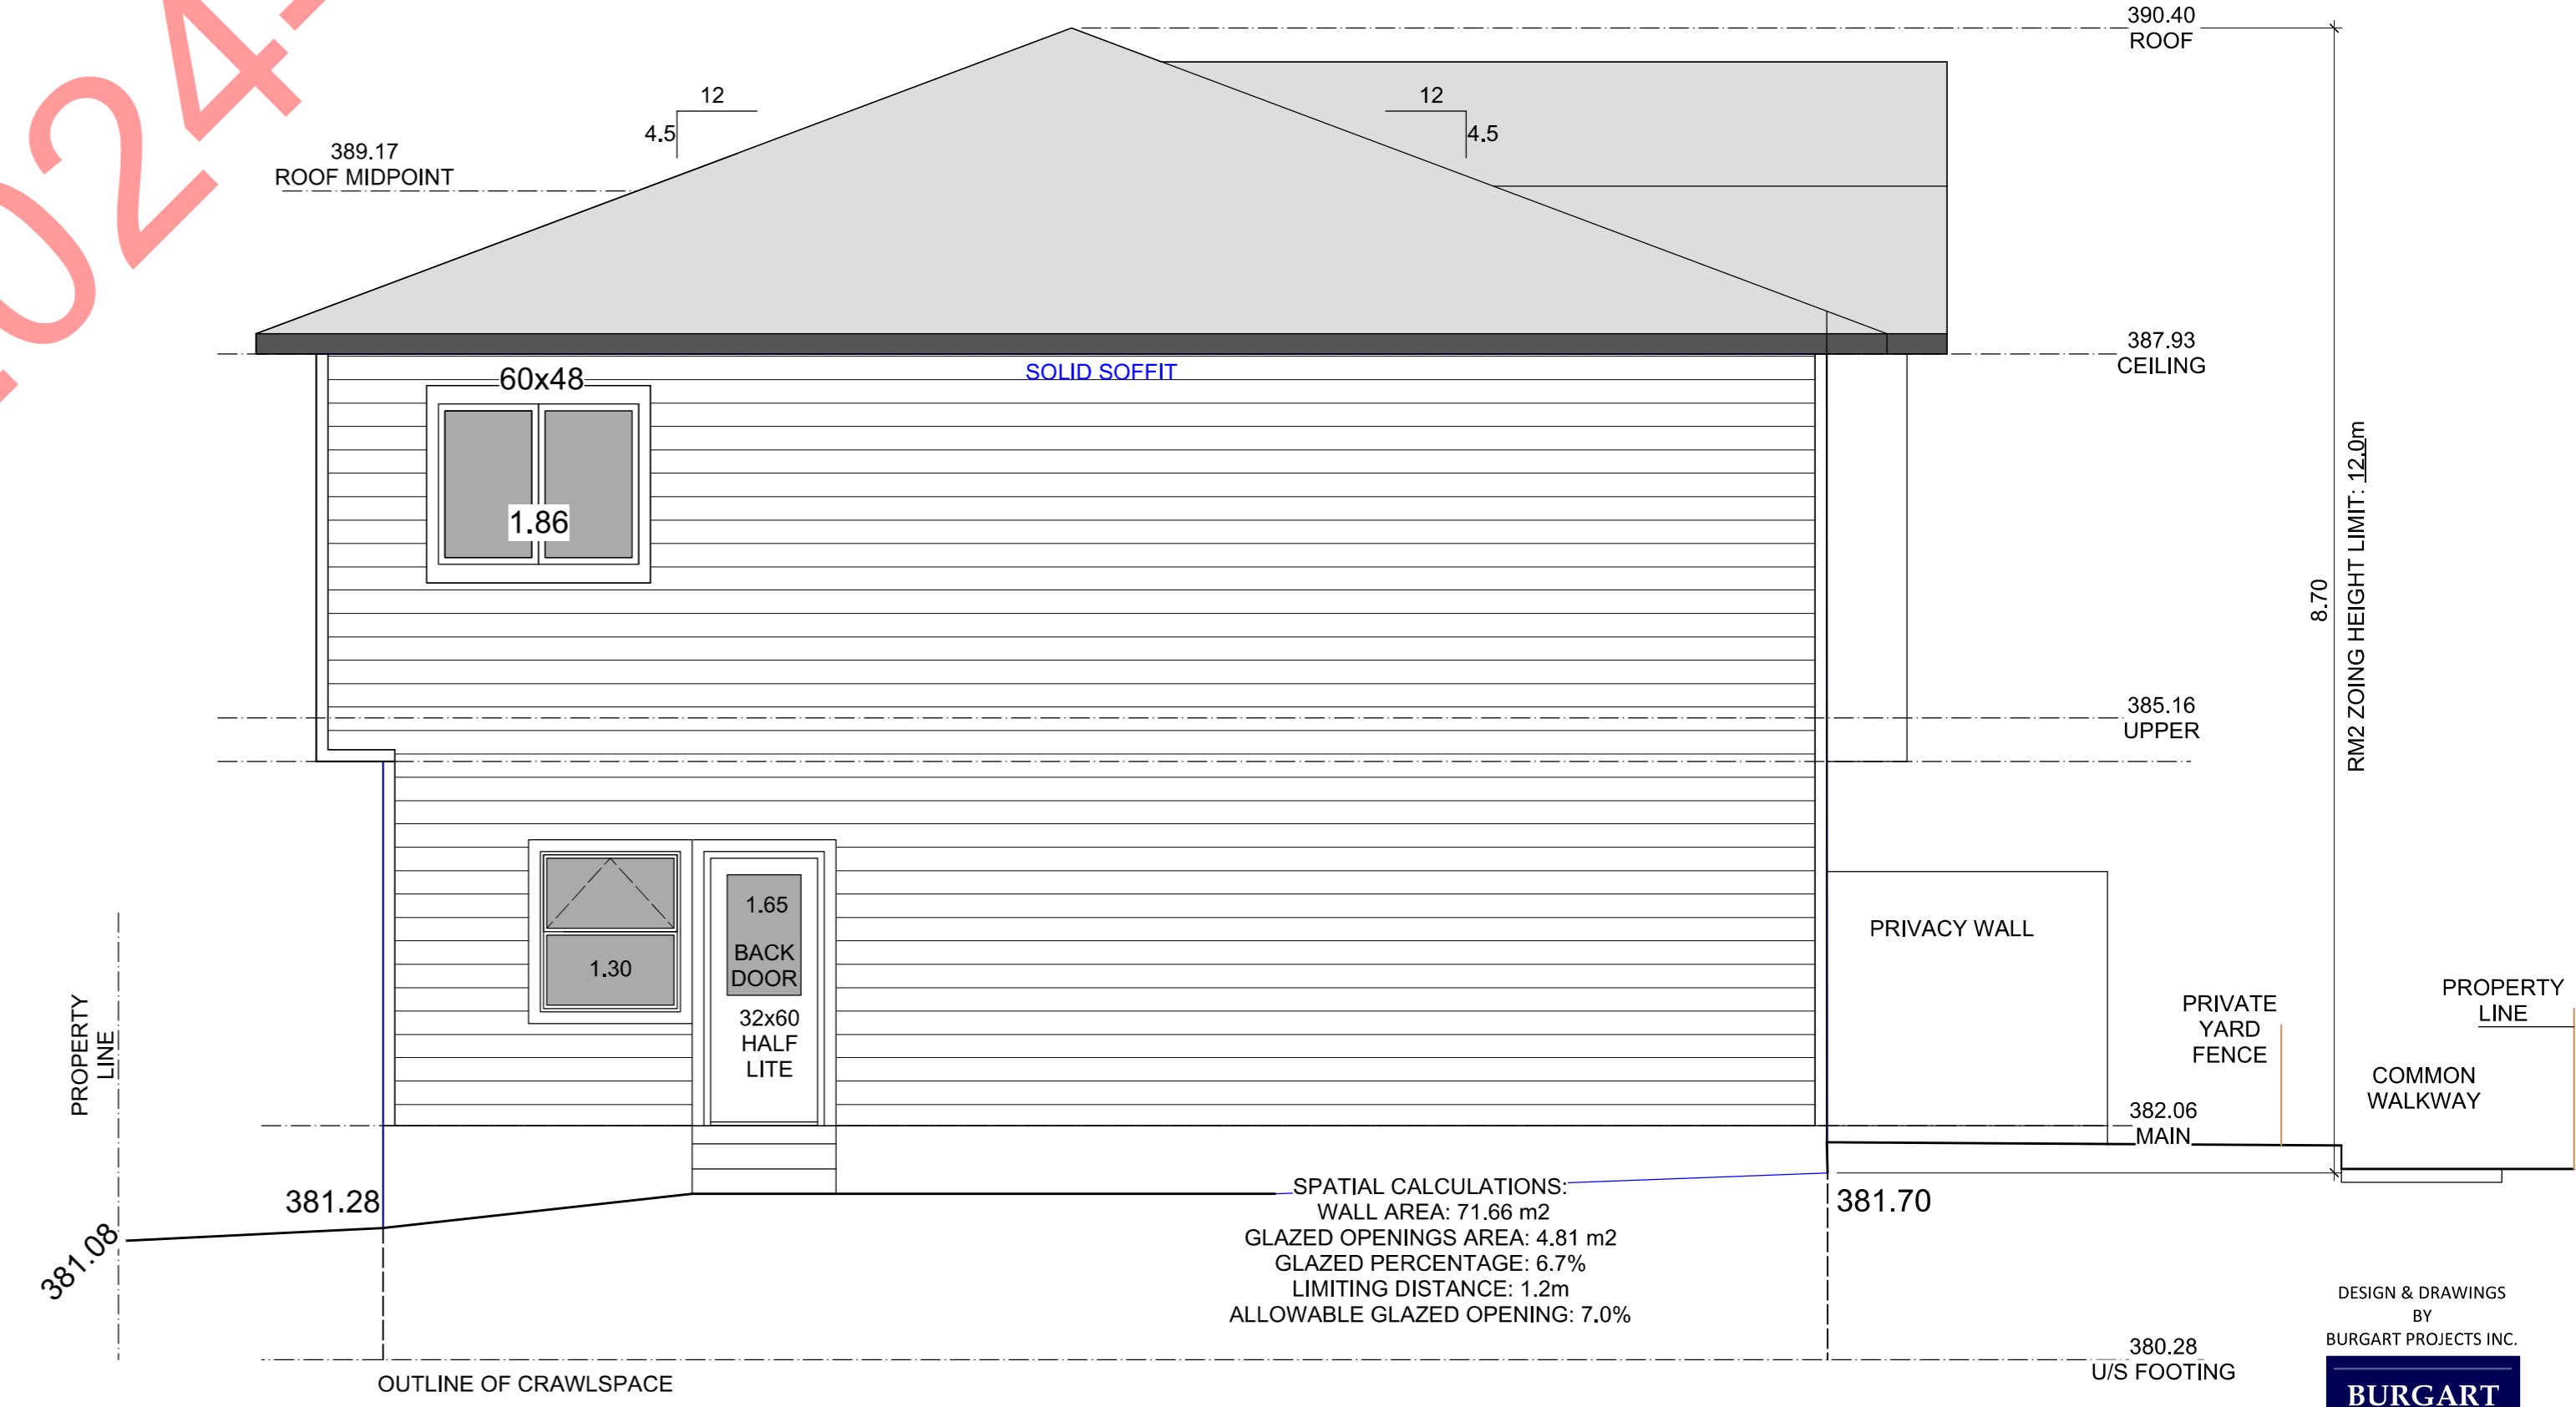 2024-
390.40
ROOF
12
4.5
12
4.5
389.17
ROOF MIDPOINT
387.93
CEILING
SOLID SOFFIT
60x48
1.86
RM2 ZOING HEIGHT LIMIT: 12.0m
8.70
385.16
UPPER
1.65
BACK
DOOR
1.30
32x60
HALF
LITE
PRIVACY WALL
PROPERTY
LINE
PRIVATE
YARD
FENCE
PROPERTY
LINE
COMMON
WALKWAY
382.06
MAIN
381.28
381.08
381.70
SPATIAL CALCULATIONS:
WALL AREA: 71.66 m2
GLAZED OPENINGS AREA: 4.81 m2
GLAZED PERCENTAGE: 6.7%
LIMITING DISTANCE: 1.2m
ALLOWABLE GLAZED OPENING: 7.0%
380.28
U/S FOOTING
OUTLINE OF CRAWLSPACE
DESIGN & DRAWINGS
BY
BURGART PROJECTS INC.
BURGART